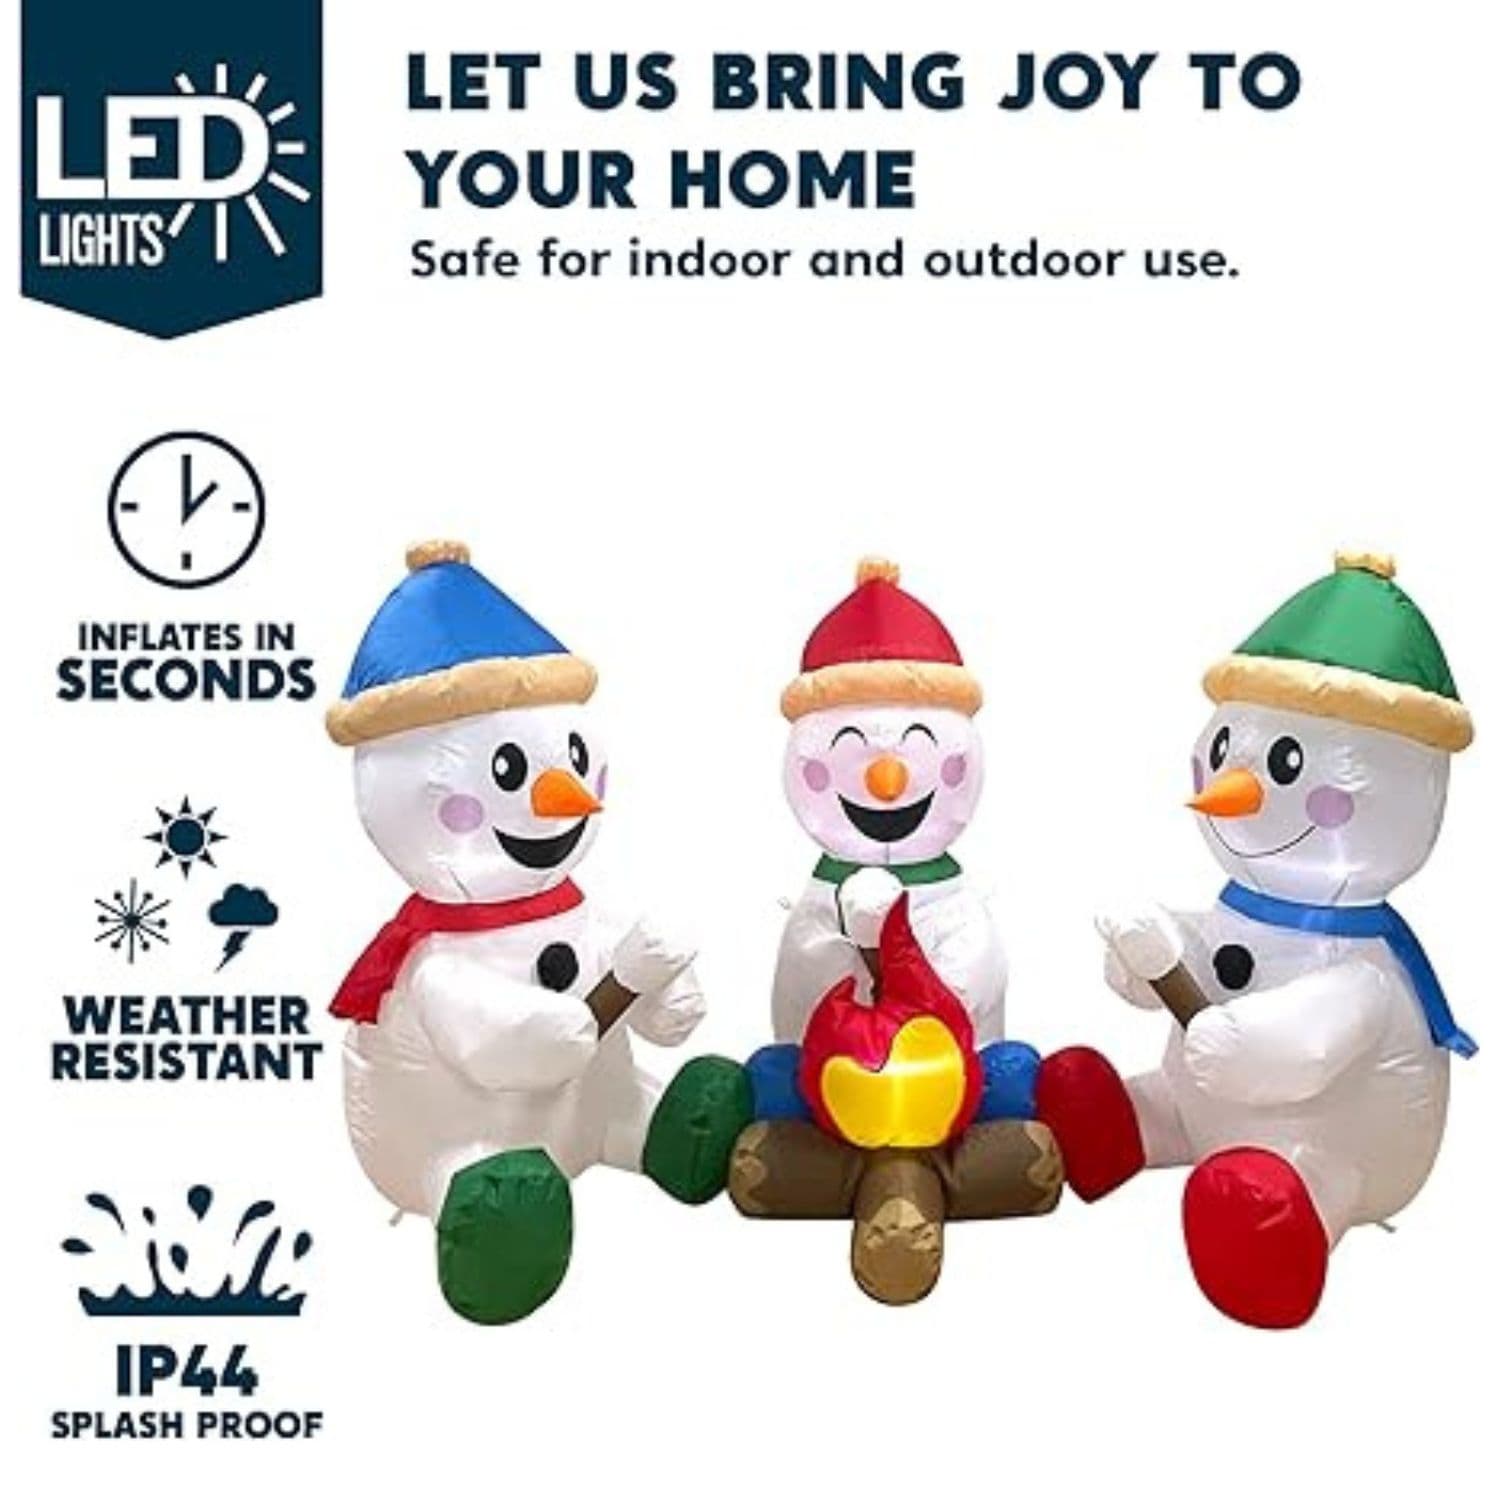 LED
LIGHTS
LET US BRING JOY TO
YOUR HOME
Safe for indoor and outdoor use.
INFLATES IN
SECONDS
WEATHER
RESISTANT
IP44
SPLASH PROOF